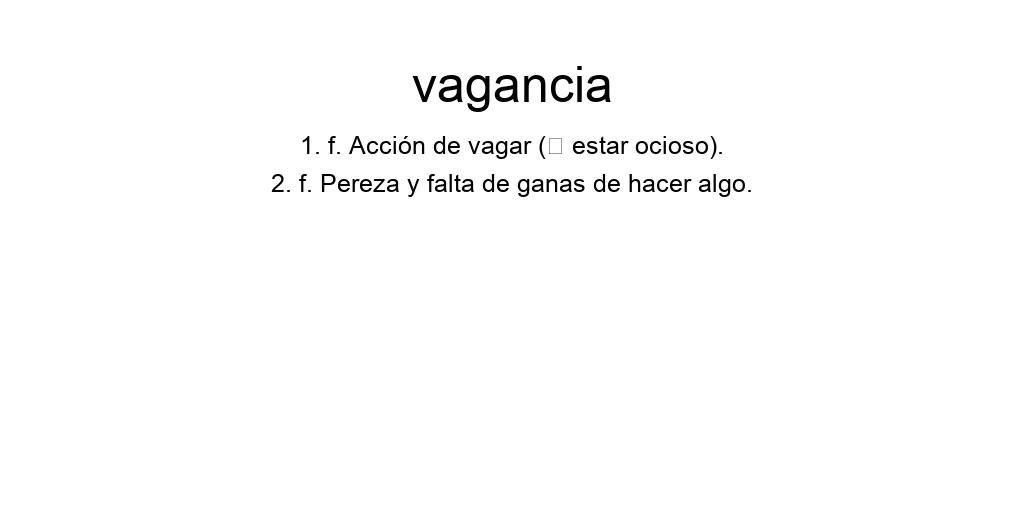 vagancia
1. f. Acción de vagar (□ estar ocioso).
2. f. Pereza y falta de ganas de hacer algo.